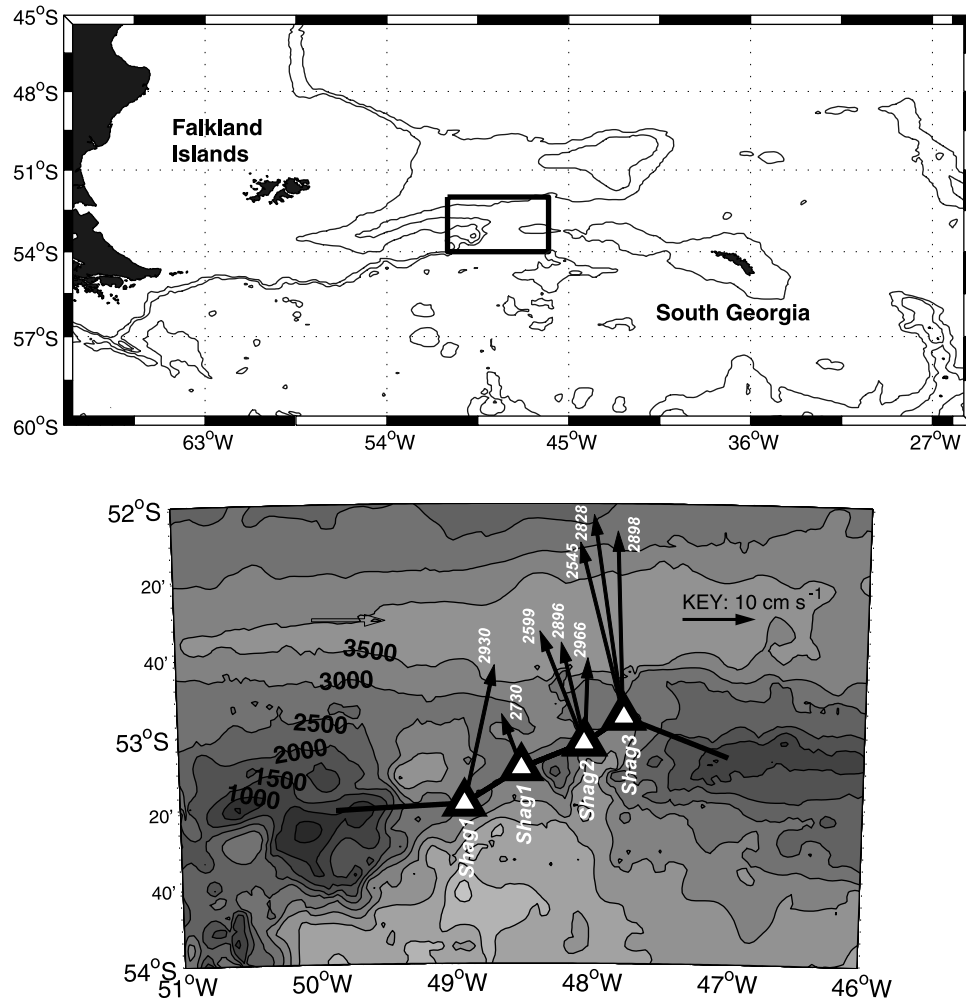 45°S
48°S
51°S
54°S
57°S
60°S
Falkland
Islands
South Georgia
63°W
54°W
45°W
36°W
27°W
52°S
20’
40’
53°S
20’
40’
54°S
2828
2898
2545
KEY: 10 cm s⁻¹
2599
2896
2966
2930
2730
3500
3000
2500
2000
1500
1000
Shag1
Shag1
Shag2
Shag3
51°W
50°W
49°W
48°W
47°W
46°W